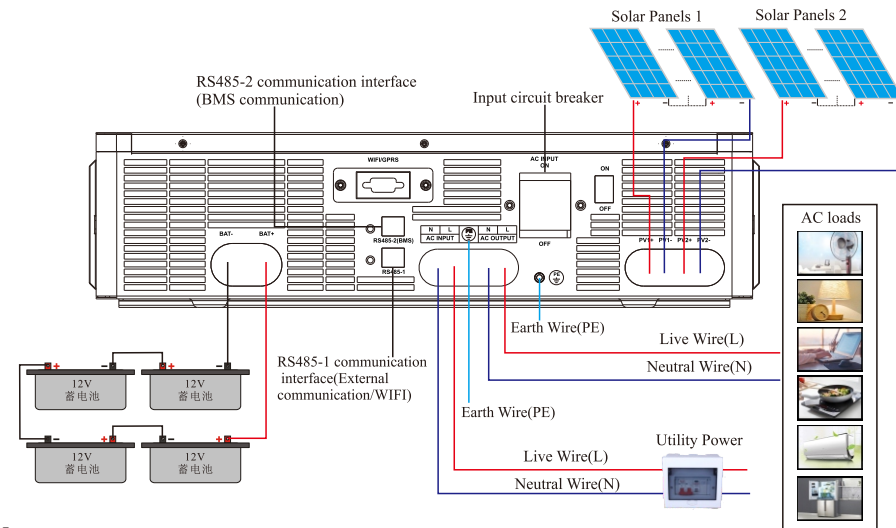 Solar Panels 1
Solar Panels 2
+ − + −
+ − + −
RS485-2 communication interface
(BMS communication)
Input circuit breaker
WIFI/GPRS
AC INPUT
ON
ON
OFF
OFF
BAT- BAT+
RS485-2(BMS)
RS485-1
N L
AC INPUT
PE
N L
AC OUTPUT
PE
PV1+ PV1- PV2+ PV2-
AC loads
Earth Wire(PE)
Live Wire(L)
Neutral Wire(N)
RS485-1 communication
interface(External
communication/WIFI)
Earth Wire(PE)
+ − + −
12V
蓄电池
12V
蓄电池
− + − +
12V
蓄电池
12V
蓄电池
Utility Power
Live Wire(L)
Neutral Wire(N)